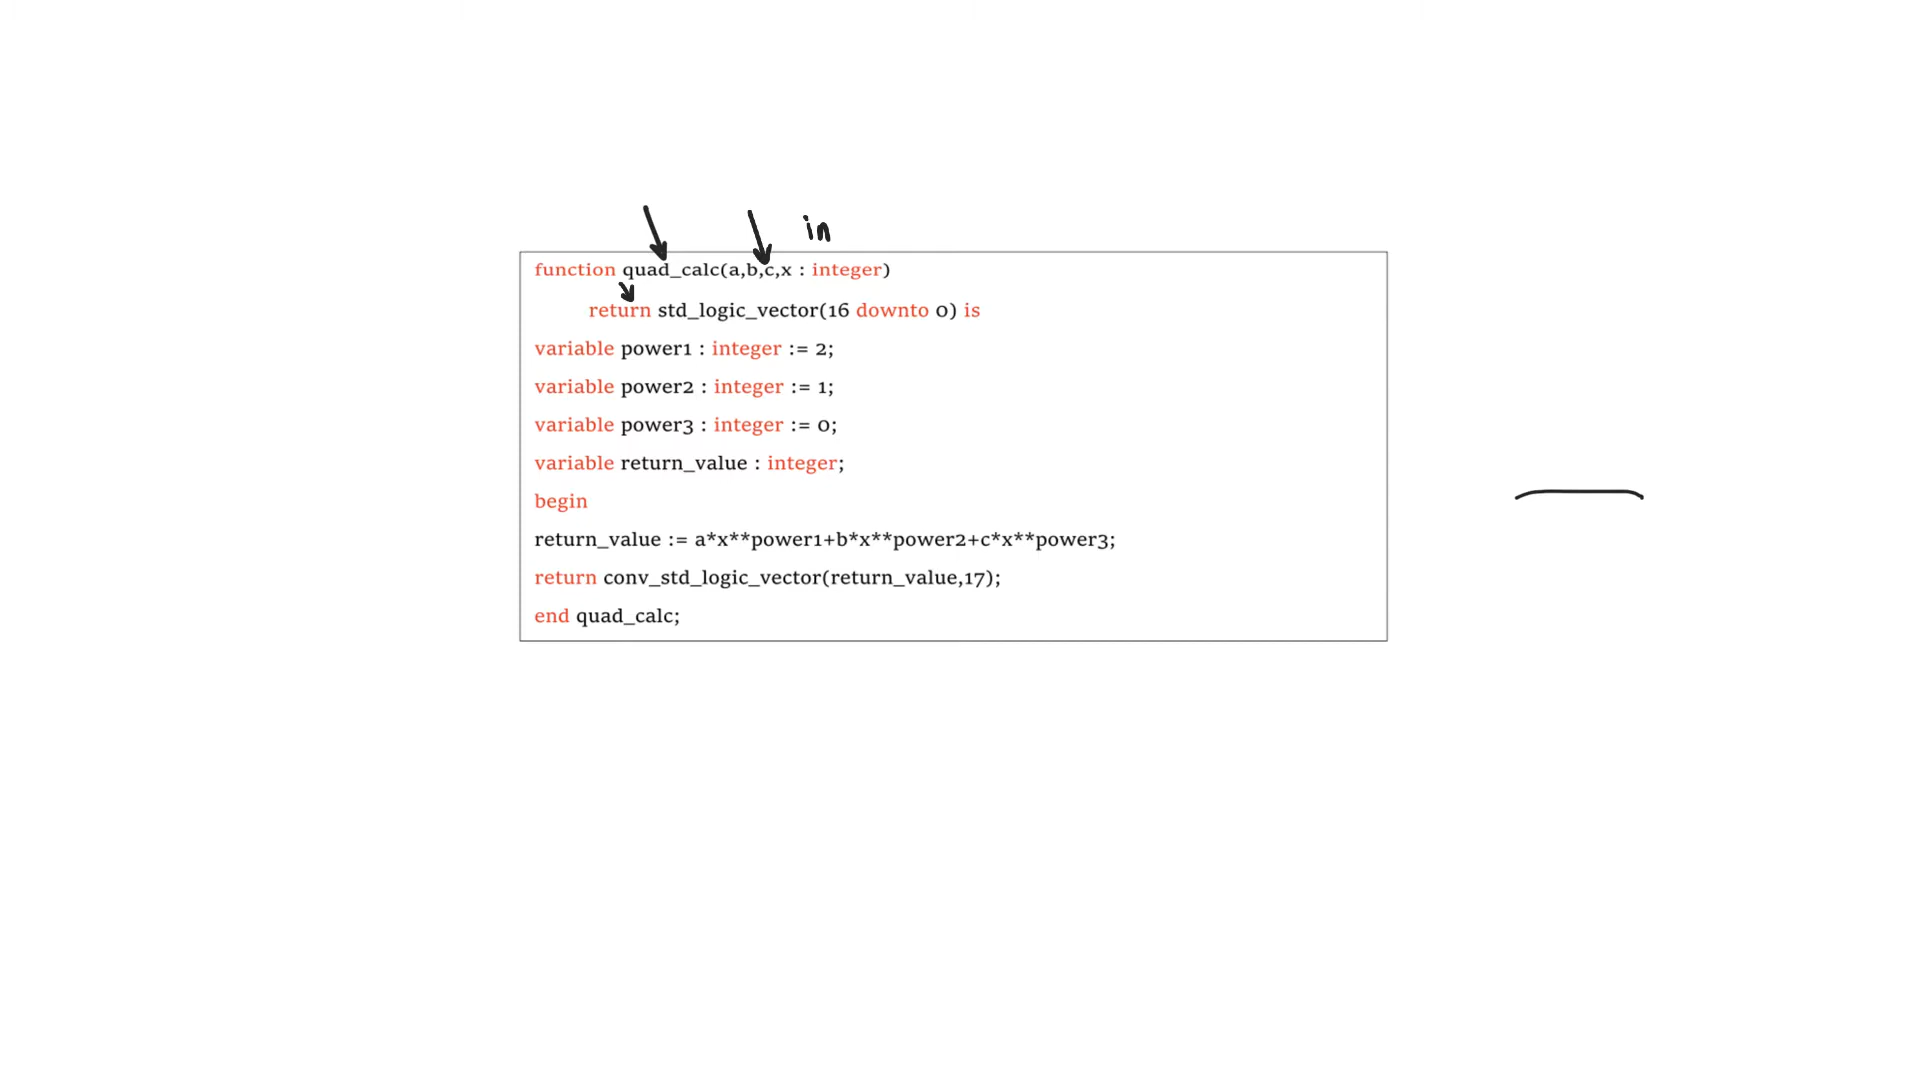 in
function quad_calc(a,b,c,x : integer)
return std_logic_vector(16 downto 0) is
variable power1 : integer := 2;
variable power2 : integer := 1;
variable power3 : integer := 0;
variable return_value : integer;
begin
return_value := a*x**power1+b*x**power2+c*x**power3;
return conv_std_logic_vector(return_value,17);
end quad_calc;